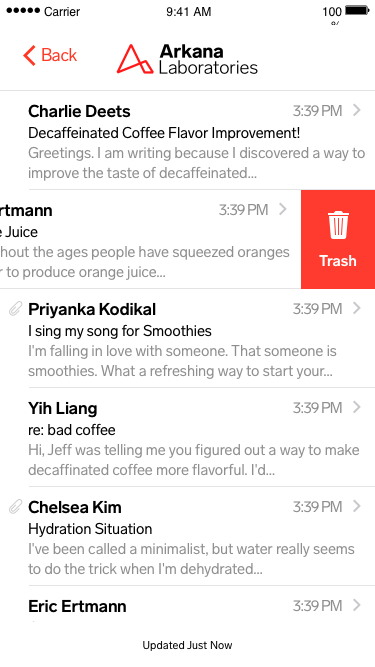 Carrier 9:41 AM 100
%
Back Arkana
Laboratories
Charlie Deets 3:39 PM
Decaffeinated Coffee Flavor Improvement!
Greetings. I am writing because I discovered a way to
improve the taste of decaffeinated...
rtmann 3:39 PM
e Juice
hout the ages people have squeezed oranges
r to produce orange juice...
Trash
Priyanka Kodikal 3:39 PM
I sing my song for Smoothies
I'm falling in love with someone. That someone is
smoothies. What a refreshing way to start your...
Yih Liang 3:39 PM
re: bad coffee
Hi, Jeff was telling me you figured out a way to make
decaffinated coffee more flavorful. I'd...
Chelsea Kim 3:39 PM
Hydration Situation
I've been called a minimalist, but water really seems
to do the trick when I'm dehydrated...
Eric Ertmann 3:39 PM
Updated Just Now